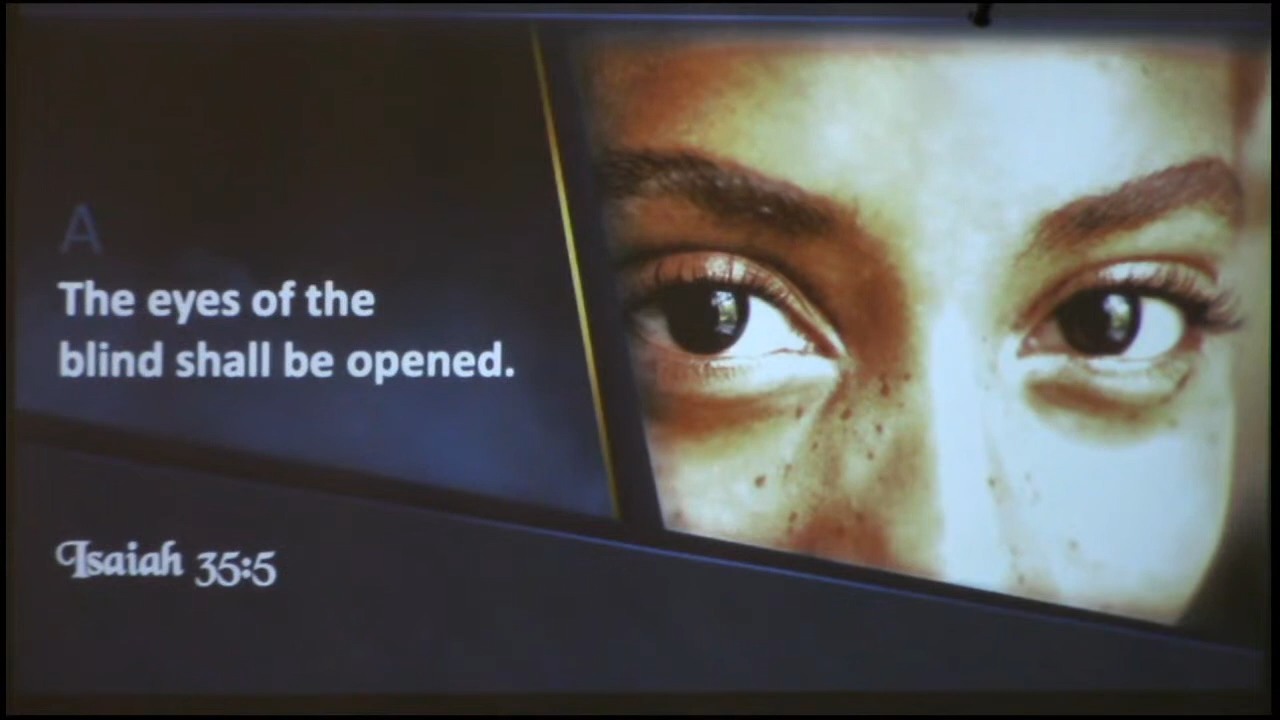 A
The eyes of the
blind shall be opened.
Isaiah 35:5